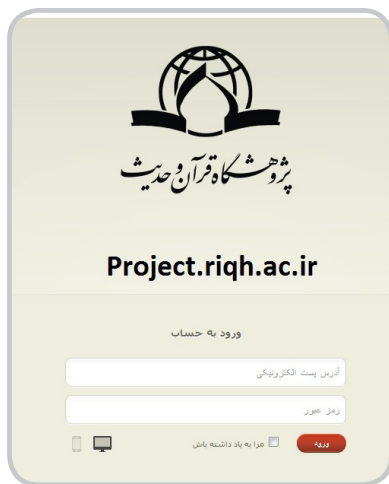 پژوهشگاه قرآن و حدیث
Project.riqh.ac.ir
ورود به حساب
آدرس پست الکترونیکی
رمز عبور
ورود مرا به یاد داشته باش